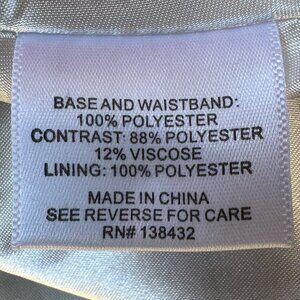 BASE AND WAISTBAND:
100% POLYESTER
CONTRAST: 88% POLYESTER
12% VISCOSE
LINING: 100% POLYESTER
MADE IN CHINA
SEE REVERSE FOR CARE
RN# 138432